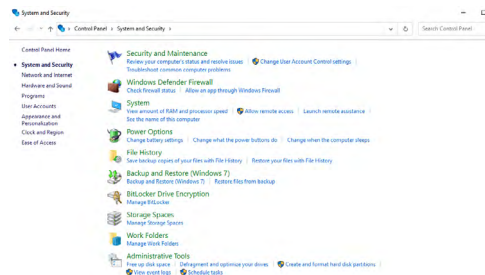 System and Security
Control Panel › System and Security ›
Search Control Panel
Control Panel Home
System and Security
Network and Internet
Hardware and Sound
Programs
User Accounts
Appearance and
Personalization
Clock and Region
Ease of Access
Security and Maintenance
Review your computer's status and resolve issues | Change User Account Control settings |
Troubleshoot common computer problems
Windows Defender Firewall
Check firewall status | Allow an app through Windows Firewall
System
View amount of RAM and processor speed | Allow remote access | Launch remote assistance |
See the name of this computer
Power Options
Change battery settings | Change what the power buttons do | Change when the computer sleeps
File History
Save backup copies of your files with File History | Restore your files with File History
Backup and Restore (Windows 7)
Backup and Restore (Windows 7) | Restore files from backup
BitLocker Drive Encryption
Manage BitLocker
Storage Spaces
Manage Storage Spaces
Work Folders
Manage Work Folders
Administrative Tools
Free up disk space | Defragment and optimize your drives | Create and format hard disk partitions |
View event logs | Schedule tasks